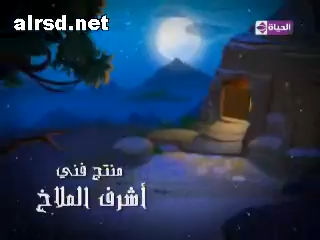 alrsd.net
الحياة
منتج فني
أشرف الملاخ